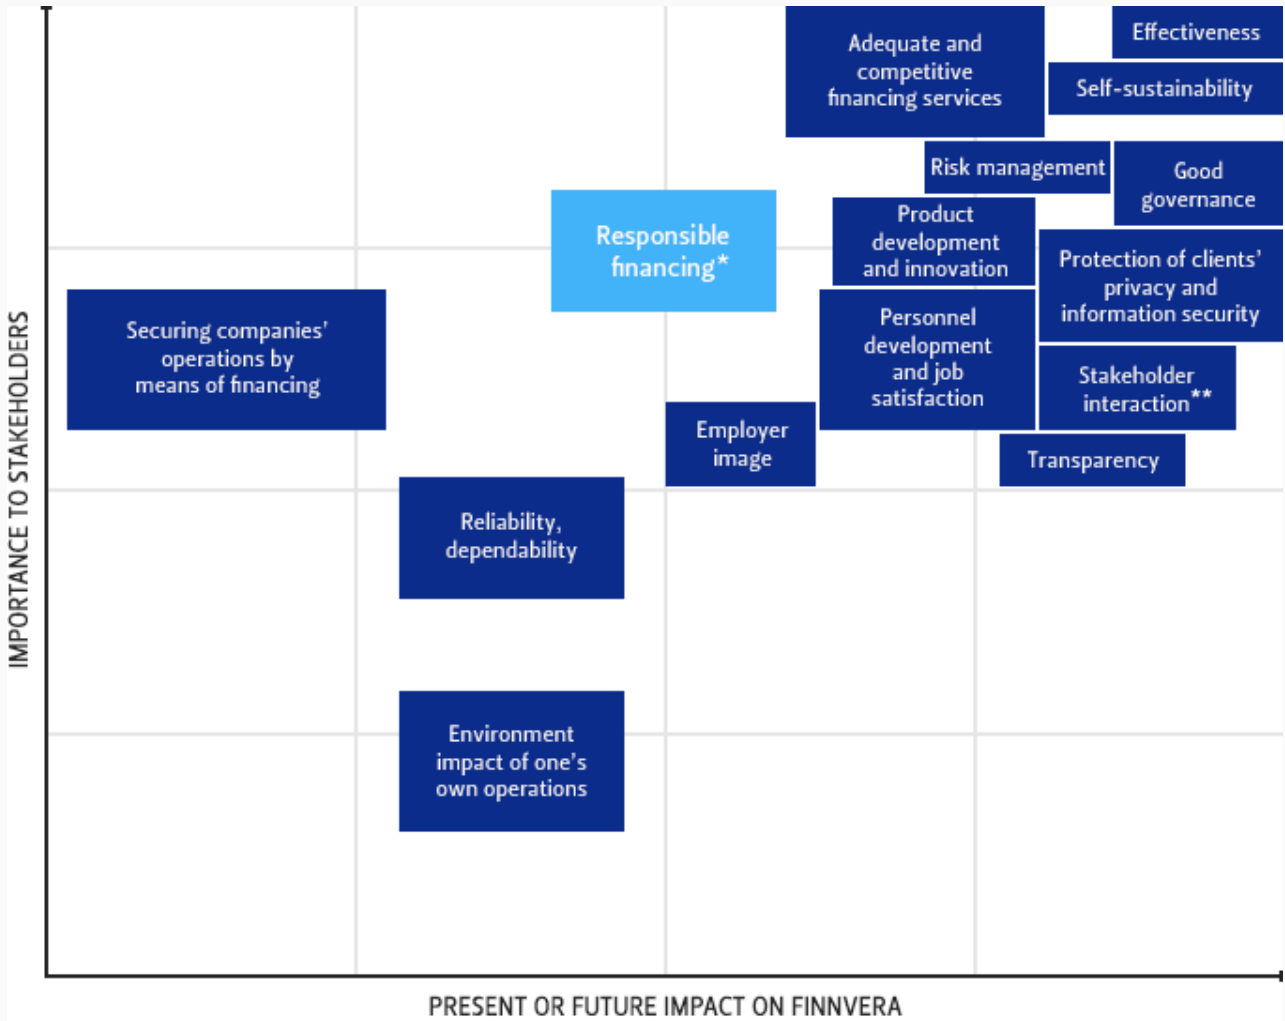 Effectiveness
Adequate and
competitive
financing services
Self-sustainability
Risk management
Good
governance
Responsible
financing*
Product
development
and innovation
Protection of clients’
privacy and
information security
Securing companies’
operations by
means of financing
Personnel
development
and job
satisfaction
Stakeholder
interaction**
Employer
image
Transparency
Reliability,
dependability
Environment
impact of one’s
own operations
IMPORTANCE TO STAKEHOLDERS
PRESENT OR FUTURE IMPACT ON FINNVERA